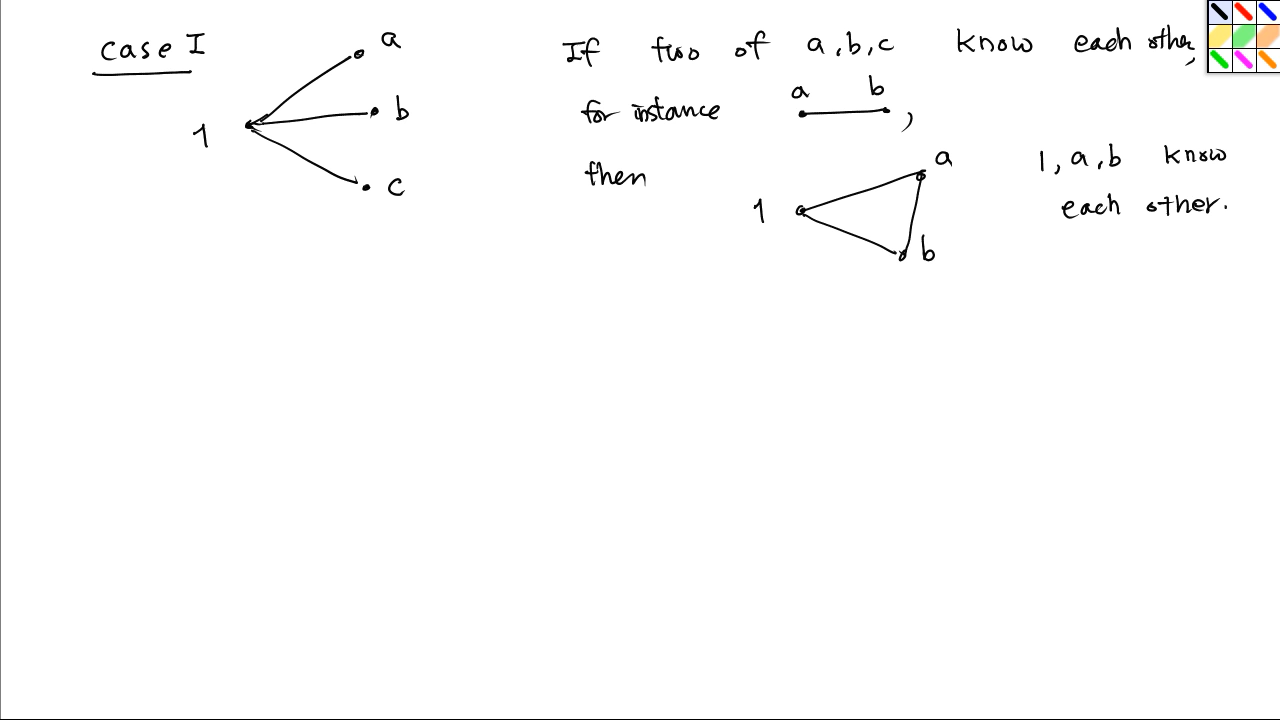 case I
a
b
1
c
If two of a, b, c know each other,
for instance a b ,
then
a
1
b
1, a, b know
each other.